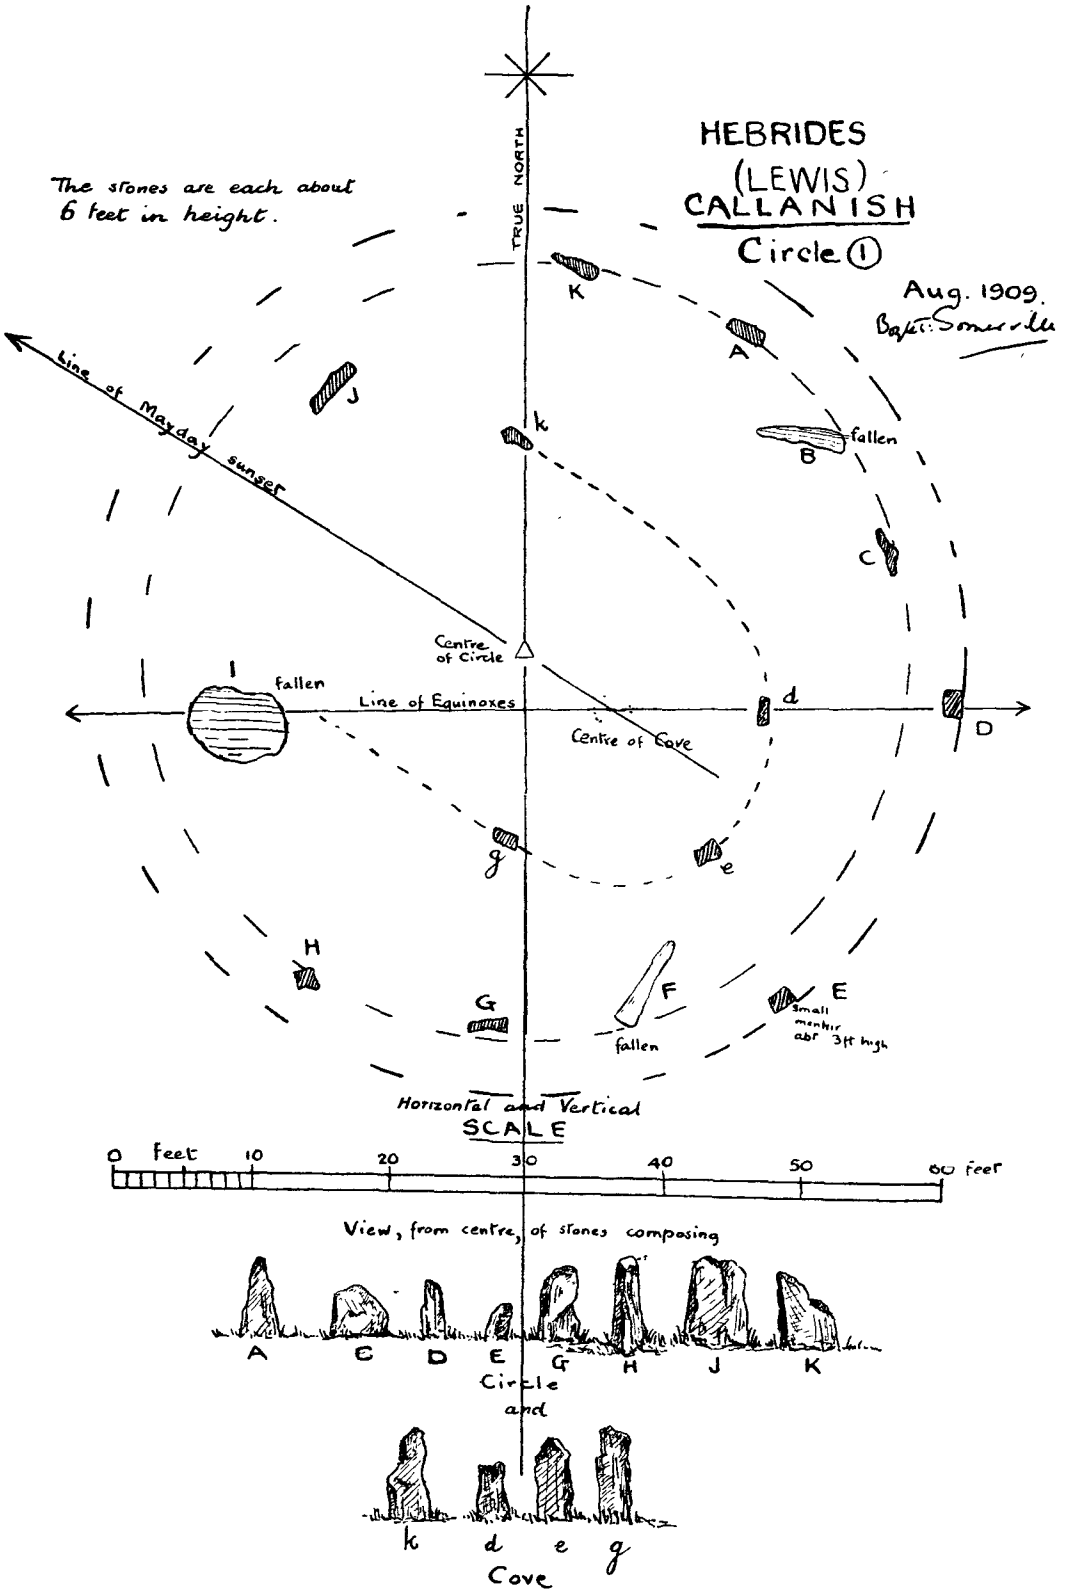 TRUE NORTH
HEBRIDES
(LEWIS)
CALLANISH
Circle ①
Aug. 1909.
Somerville
The stones are each about
6 feet in height.
Line of Mayday sunset
K
A
J
k
B
fallen
C
Centre
of Circle
I
fallen
Line of Equinoxes
d
D
Centre of Cove
g
e
H
G
F
fallen
E
small
menhir
abt 3ft high
Horizontal and Vertical
SCALE
0 feet 10 20 30 40 50 60 feet
View, from centre, of stones composing
A C D E G H J K
Circle
and
k d e g
Cove